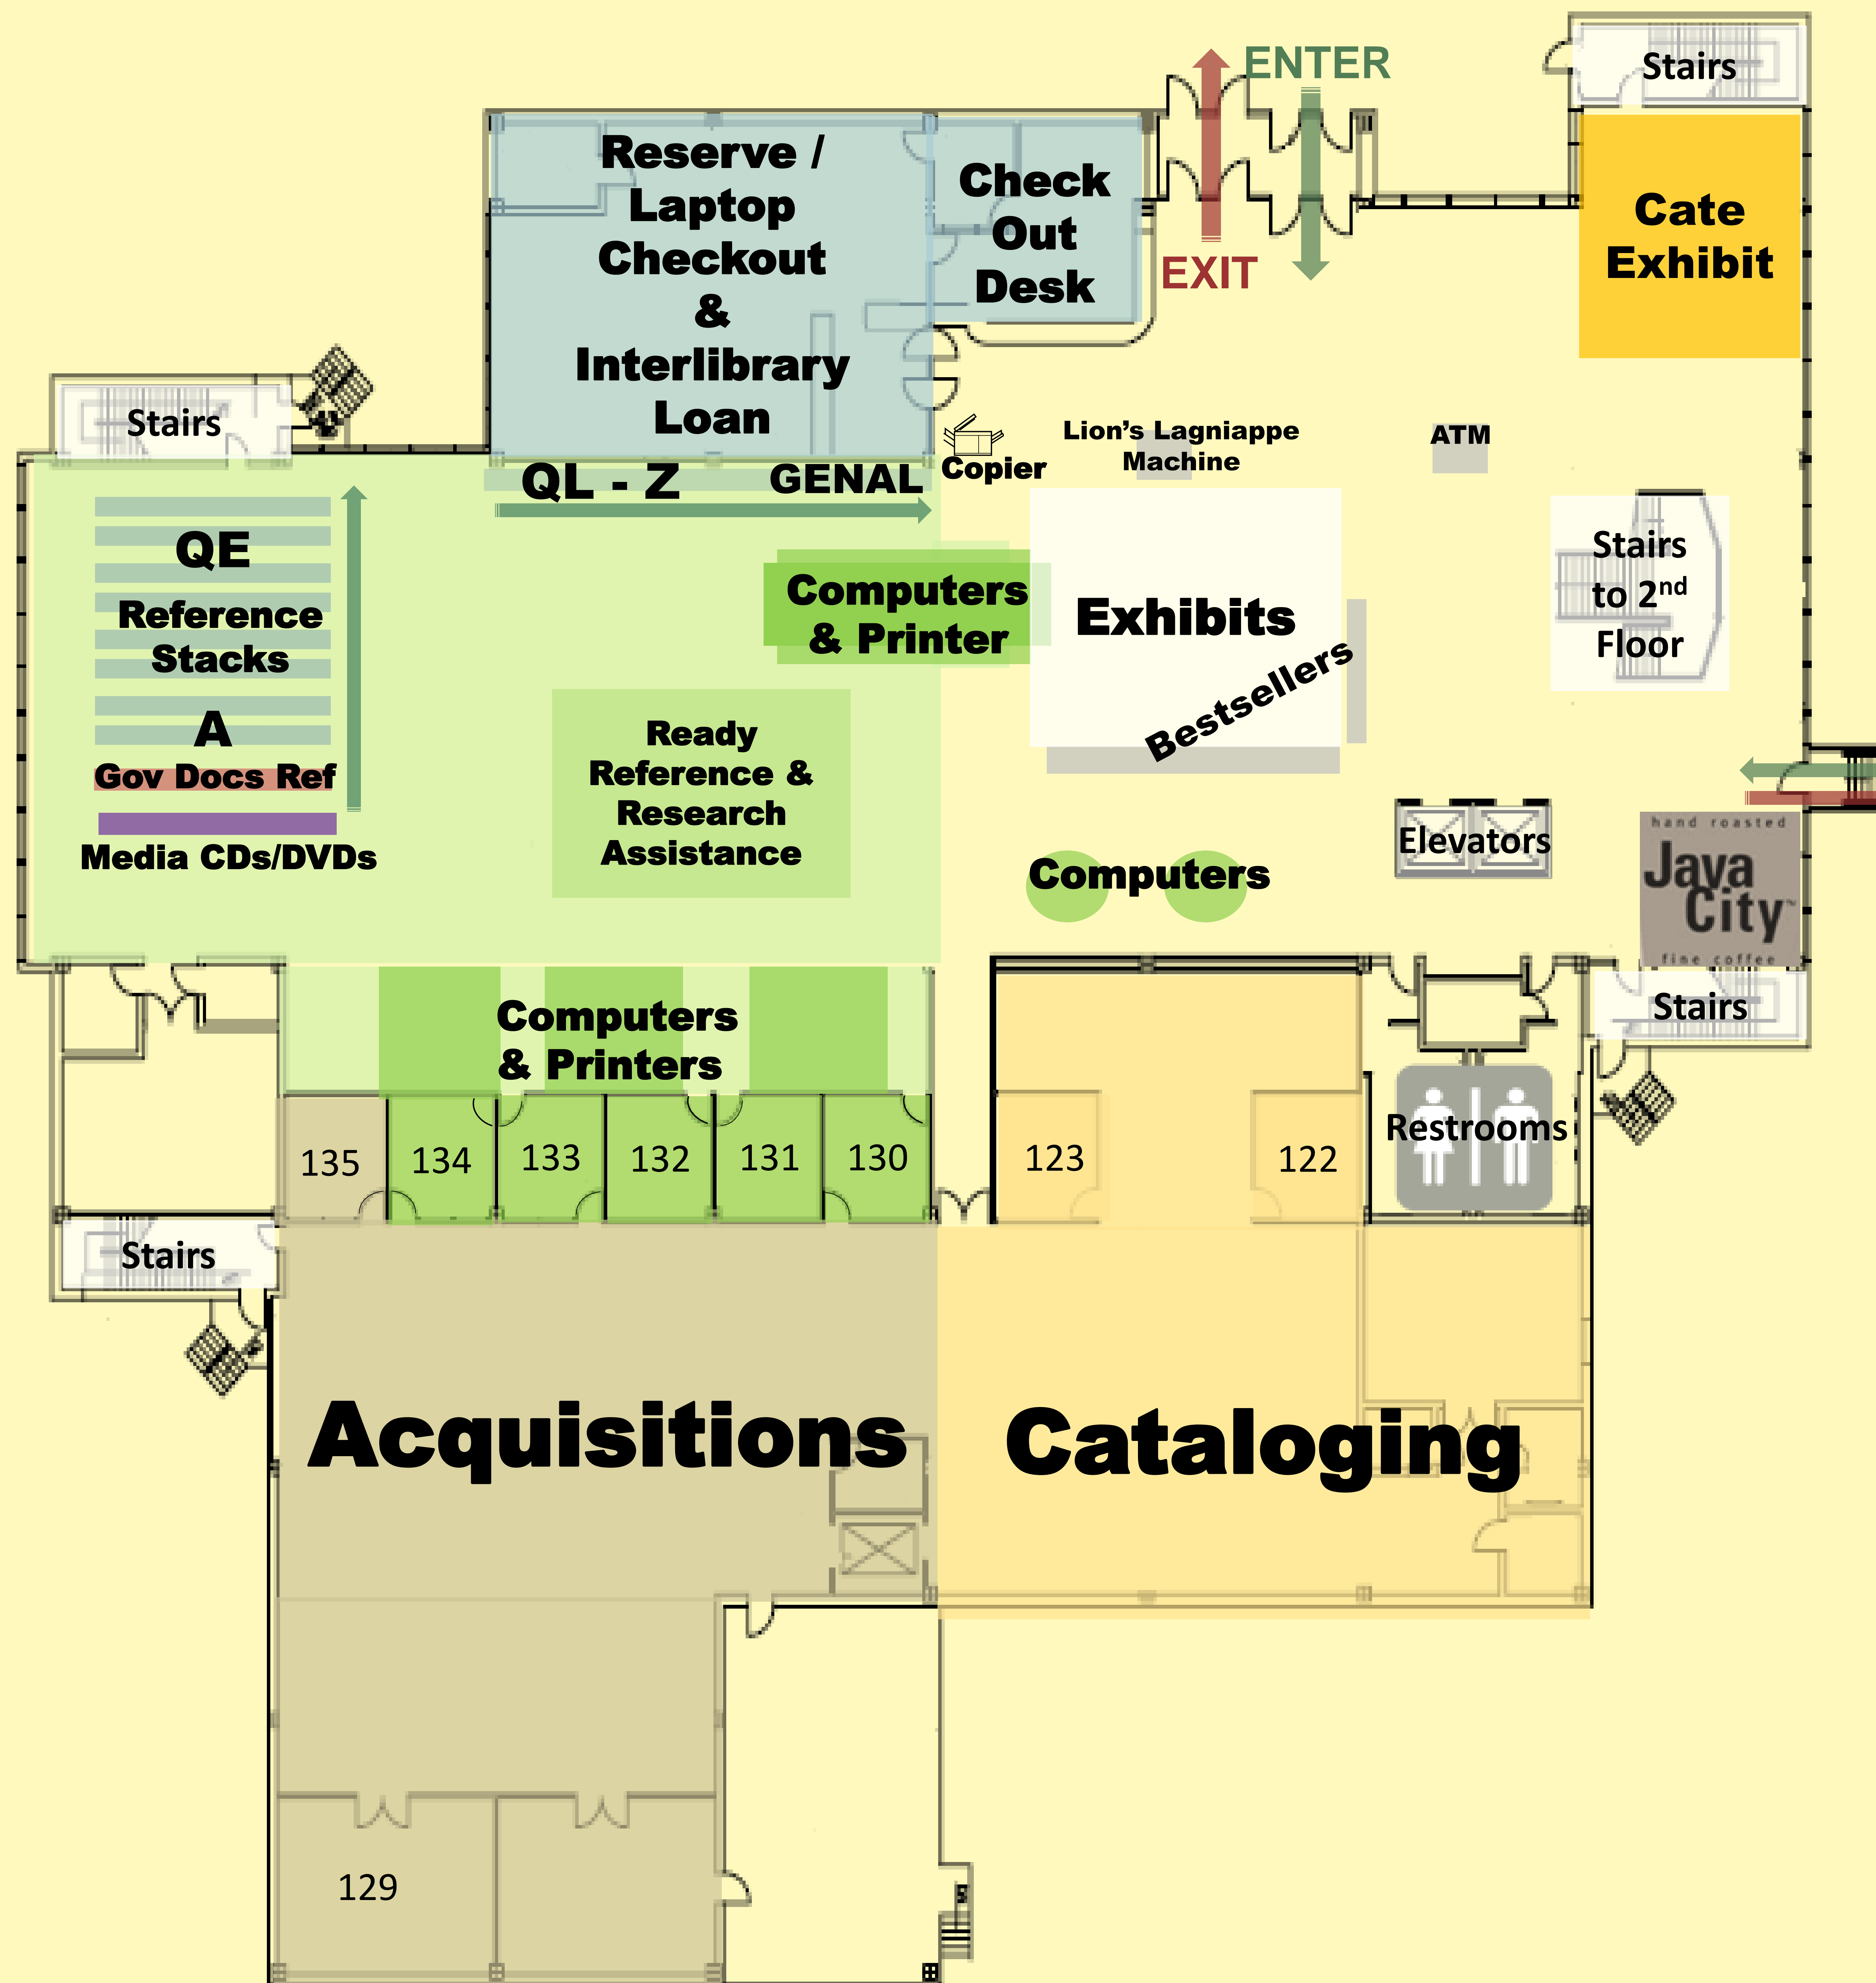 ENTER
Stairs
Reserve /
Laptop
Checkout
&
Interlibrary
Loan
Check
Out
Desk
EXIT
Cate
Exhibit
Stairs
Copier
Lion's Lagniappe
Machine
ATM
QL - Z
GENAL
QE
Reference
Stacks
A
Gov Docs Ref
Media CDs/DVDs
Computers
& Printer
Exhibits
Bestsellers
Stairs
to 2nd
Floor
Ready
Reference &
Research
Assistance
Computers
Elevators
hand roasted
Java
City™
fine coffee
Stairs
Computers
& Printers
135
134
133
132
131
130
123
122
Restrooms
Stairs
Acquisitions
Cataloging
129